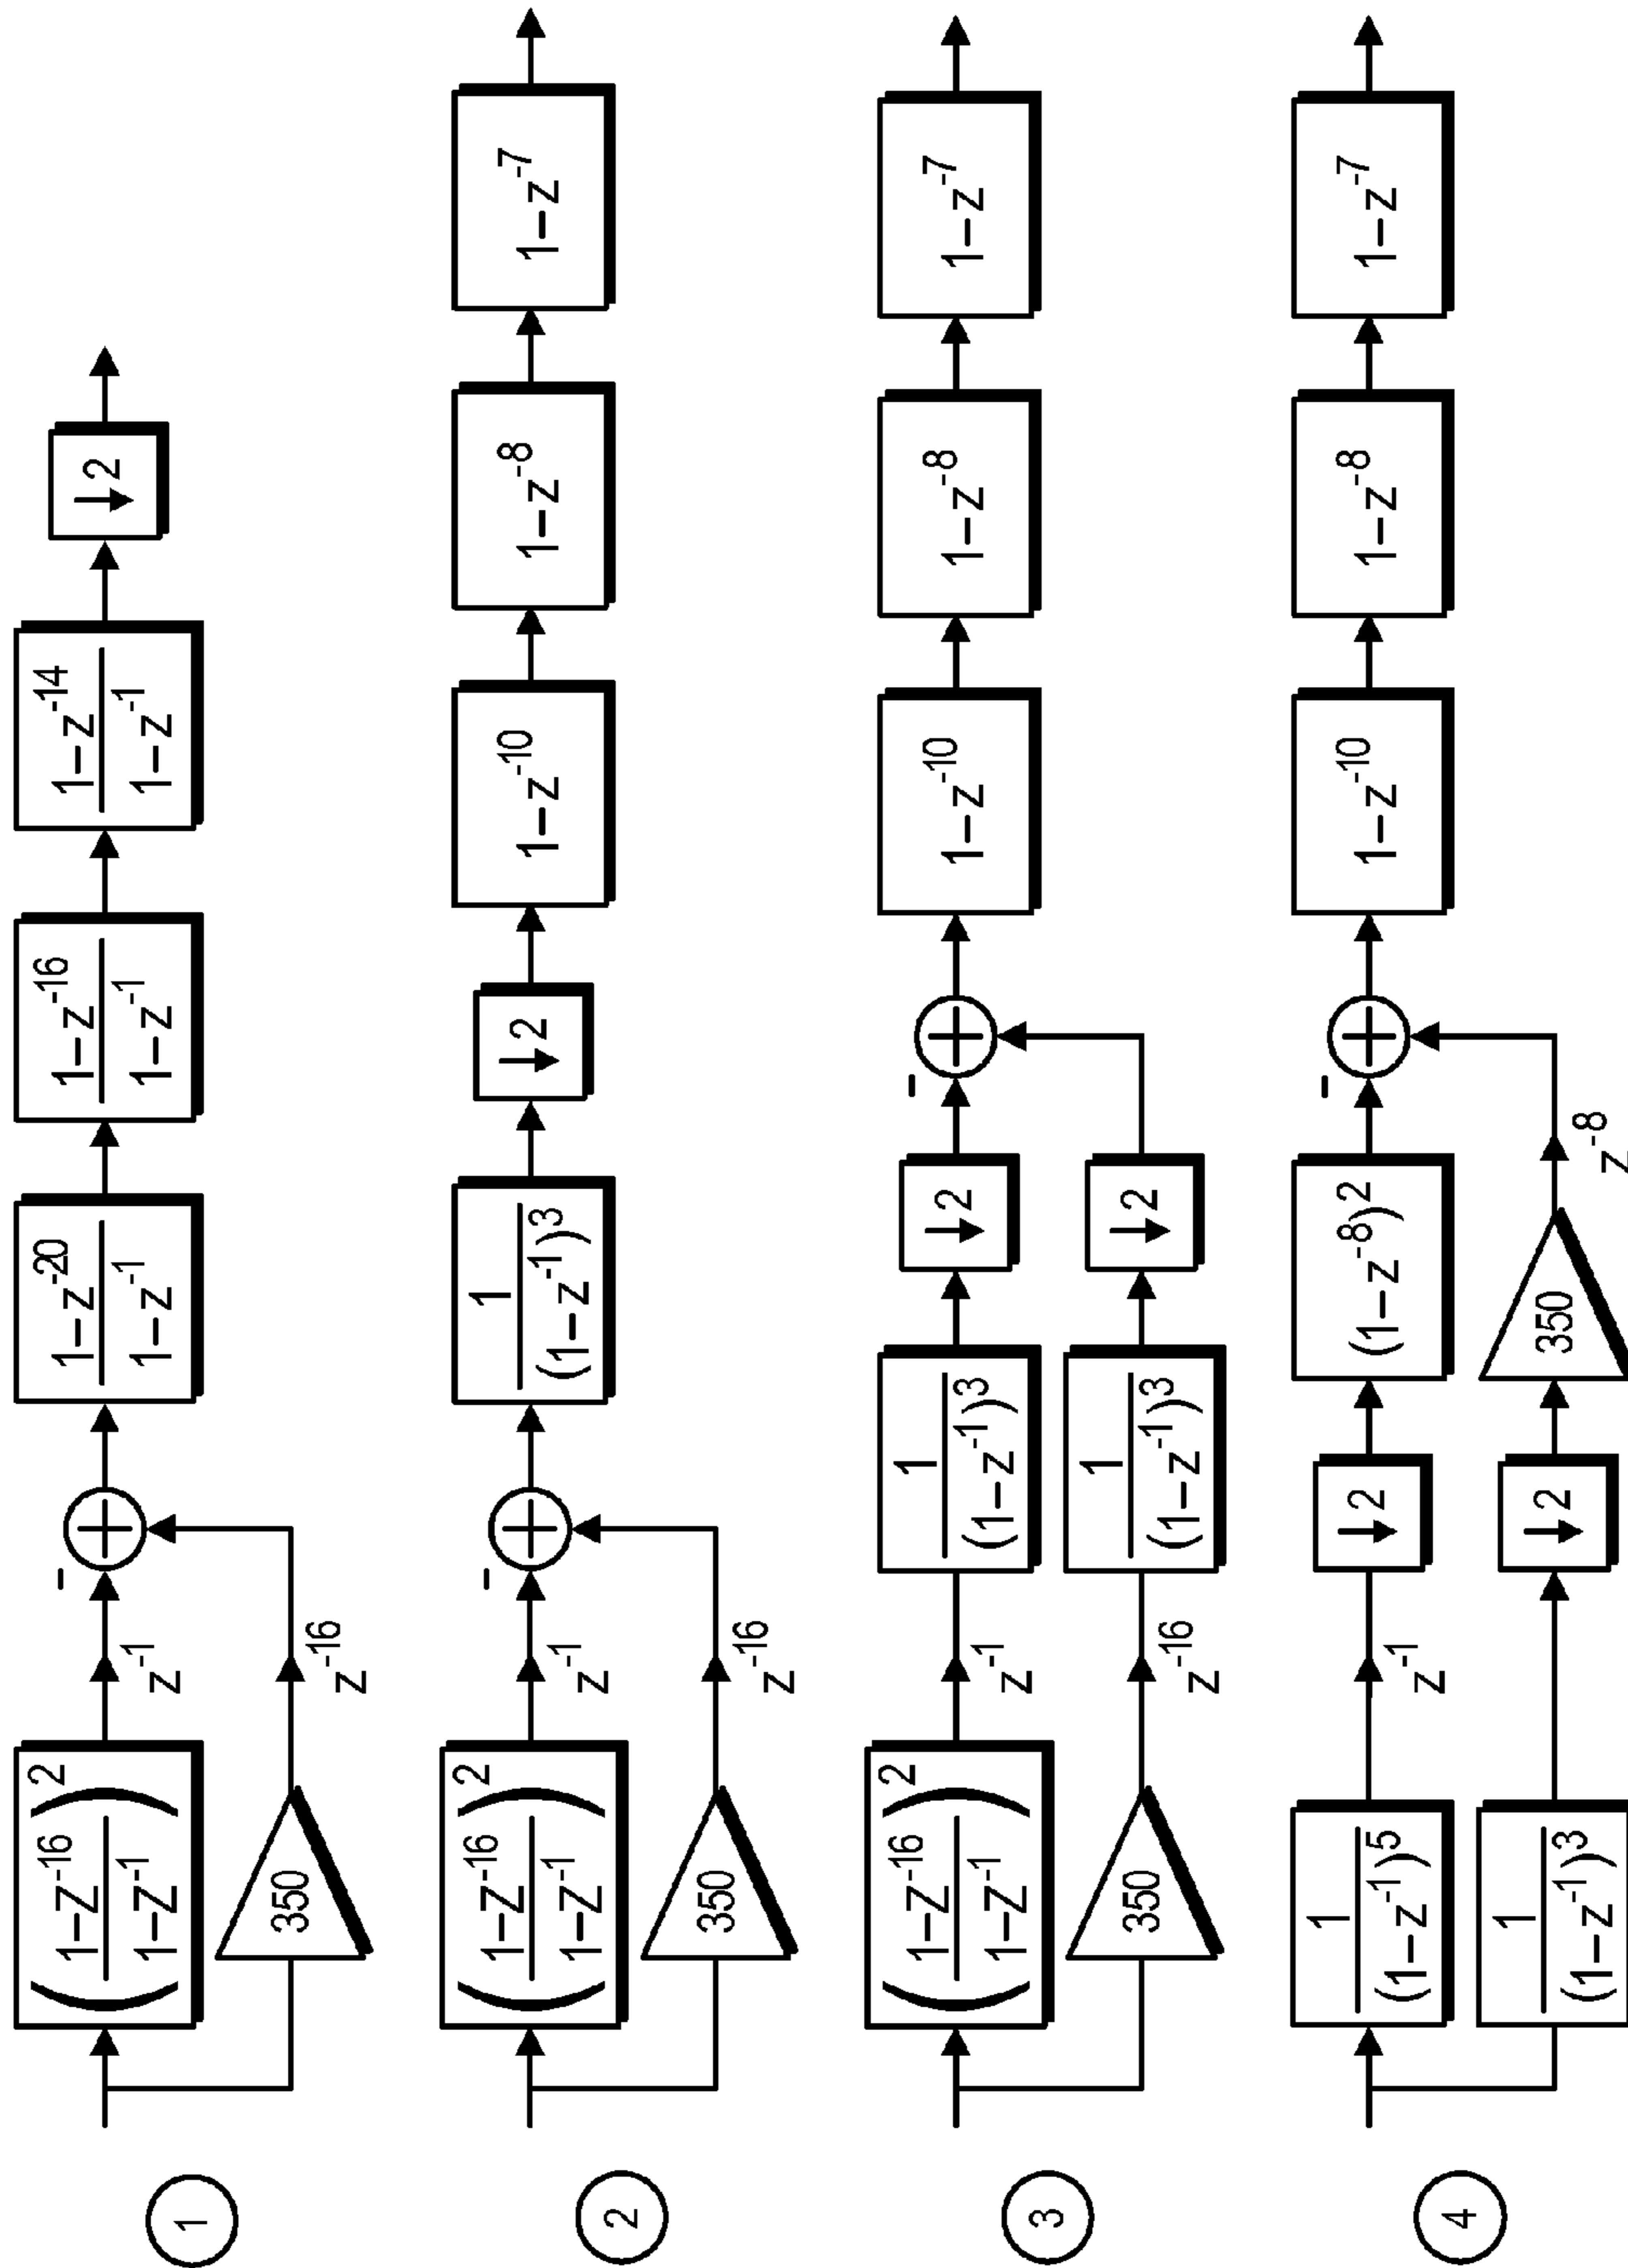 1
(1−Z⁻¹⁶ / 1−Z⁻¹)²
z⁻¹
−
350
z⁻¹⁶
1−z⁻²⁰ / 1−z⁻¹
1−z⁻¹⁶ / 1−z⁻¹
1−z⁻¹⁴ / 1−z⁻¹
↓2
2
(1−Z⁻¹⁶ / 1−Z⁻¹)²
z⁻¹
−
350
z⁻¹⁶
1 / (1−z⁻¹)³
↓2
1−z⁻¹⁰
1−z⁻⁸
1−z⁻⁷
3
(1−Z⁻¹⁶ / 1−Z⁻¹)²
z⁻¹
1 / (1−z⁻¹)³
↓2
−
350
z⁻¹⁶
1 / (1−z⁻¹)³
↓2
1−z⁻¹⁰
1−z⁻⁸
1−z⁻⁷
4
1 / (1−z⁻¹)⁵
z⁻¹
↓2
(1−z⁻⁸)²
−
1 / (1−z⁻¹)³
↓2
350
z⁻⁸
1−z⁻¹⁰
1−z⁻⁸
1−z⁻⁷